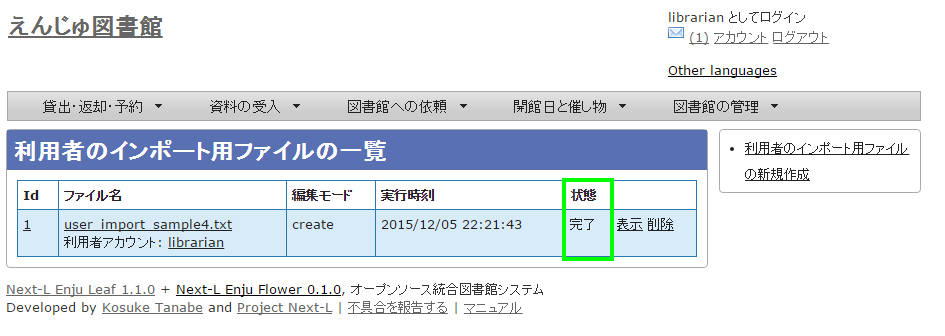 えんじゅ図書館
librarian としてログイン
(1) アカウント ログアウト
Other languages
貸出・返却・予約 ▼ 資料の受入 ▼ 図書館への依頼 ▼ 開館日と催し物 ▼ 図書館の管理 ▼
利用者のインポート用ファイルの一覧
Id ファイル名 編集モード 実行時刻 状態
1 user_import_sample4.txt create 2015/12/05 22:21:43 完了 表示 削除
利用者アカウント: librarian
• 利用者のインポート用ファイル
の新規作成
Next-L Enju Leaf 1.1.0 + Next-L Enju Flower 0.1.0, オープンソース統合図書館システム
Developed by Kosuke Tanabe and Project Next-L | 不具合を報告する | マニュアル